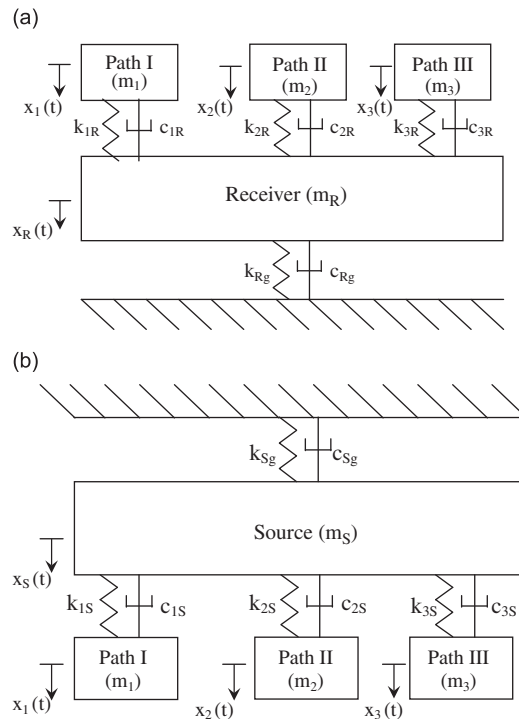 (a)
Path I
(m₁)
Path II
(m₂)
Path III
(m₃)
x₁(t)
x₂(t)
x₃(t)
k₁R
c₁R
k₂R
c₂R
k₃R
c₃R
Receiver (mR)
xR(t)
kRg
cRg
(b)
kSg
cSg
Source (mS)
xS(t)
k₁S
c₁S
k₂S
c₂S
k₃S
c₃S
Path I
(m₁)
Path II
(m₂)
Path III
(m₃)
x₁(t)
x₂(t)
x₃(t)